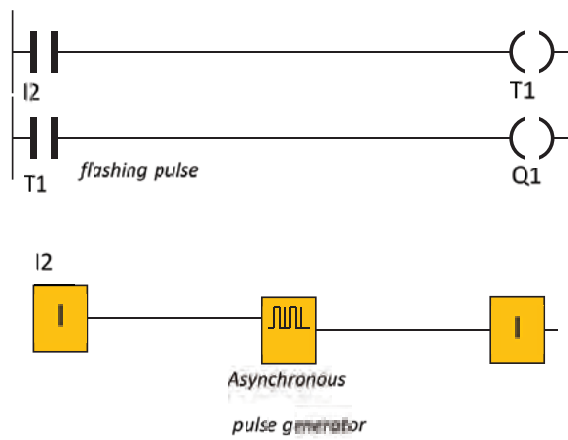 I2
T1
T1
flashing pulse
Q1
I2
I
I
Asynchronous
pulse generator